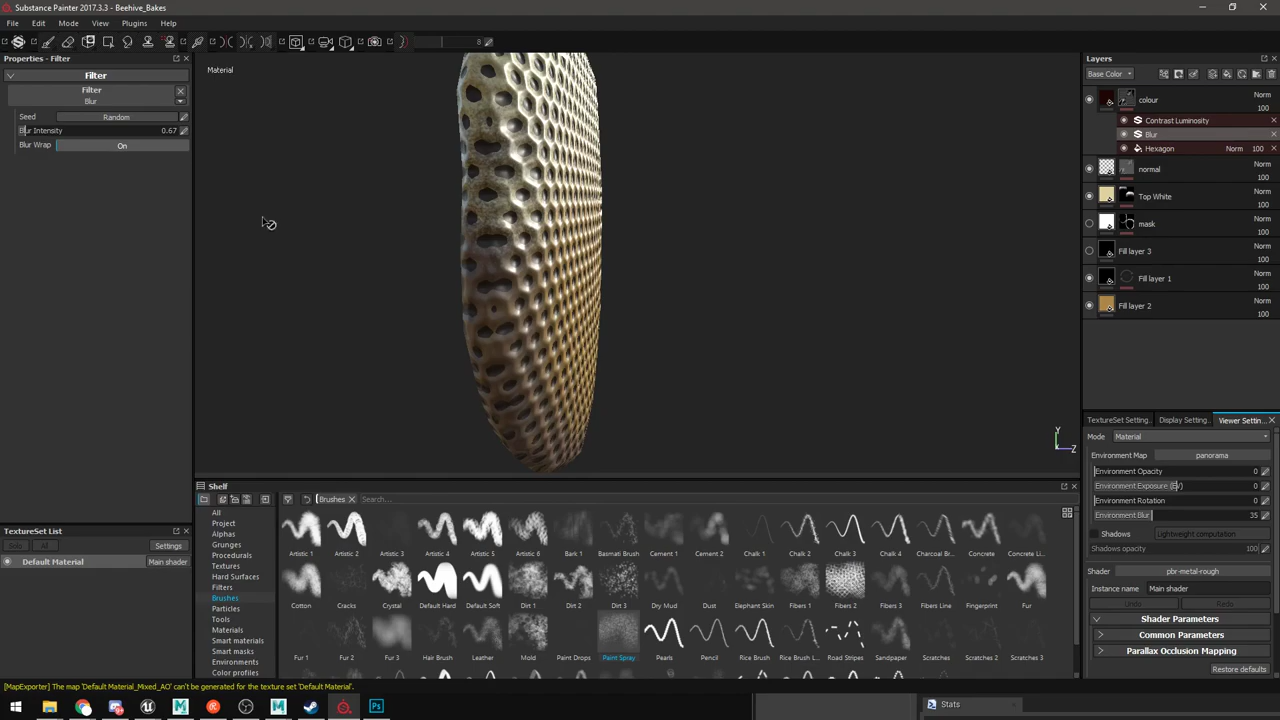 Substance Painter 2017.3.3 - Beehive_Bakes
File Edit Mode View Plugins Help
8
Properties - Filter
Filter
Filter
Blur
Seed Random
Blur Intensity 0.67
Blur Wrap On
Material
Y
Z
Layers
Base Color
colour Norm 100
Contrast Luminosity
Blur
Hexagon Norm 100
normal Norm 100
Top White Norm 100
mask Norm 100
Fill layer 3 Norm 100
Fill layer 1 Norm 100
Fill layer 2 Norm 100
TextureSet Setting... Display Setting... Viewer Settin...
Mode Material
Environment Map panorama
Environment Opacity 0
Environment Exposure (EV) 0
Environment Rotation 0
Environment Blur 35
Shadows Lightweight computation
Shadows opacity 100
Shader pbr-metal-rough
Instance name Main shader
Undo Redo
Shader Parameters
Common Parameters
Parallax Occlusion Mapping
Restore defaults
TextureSet List
Solo All Settings
Default Material Main shader
Shelf
Brushes Search...
All
Project
Alphas
Grunges
Procedurals
Textures
Hard Surfaces
Filters
Brushes
Particles
Tools
Materials
Smart materials
Smart masks
Environments
Color profiles
Artistic 1 Artistic 2 Artistic 3 Artistic 4 Artistic 5 Artistic 6 Bark 1 Basmati Brush Cement 1 Cement 2 Chalk 1 Chalk 2 Chalk 3 Chalk 4 Charcoal Br... Concrete Concrete Li...
Cotton Cracks Crystal Default Hard Default Soft Dirt 1 Dirt 2 Dirt 3 Dry Mud Dust Elephant Skin Fibers 1 Fibers 2 Fibers 3 Fibers Line Fingerprint Fur
Fur 1 Fur 2 Fur 3 Hair Brush Leather Mold Paint Drops Paint Spray Pearls Pencil Rice Brush Rice Brush L... Road Stripes Sandpaper Scratches Scratches 2 Scratches 3
[MapExporter] The map 'Default Material_Mixed_AO' can't be generated for the texture set 'Default Material'.
Stats